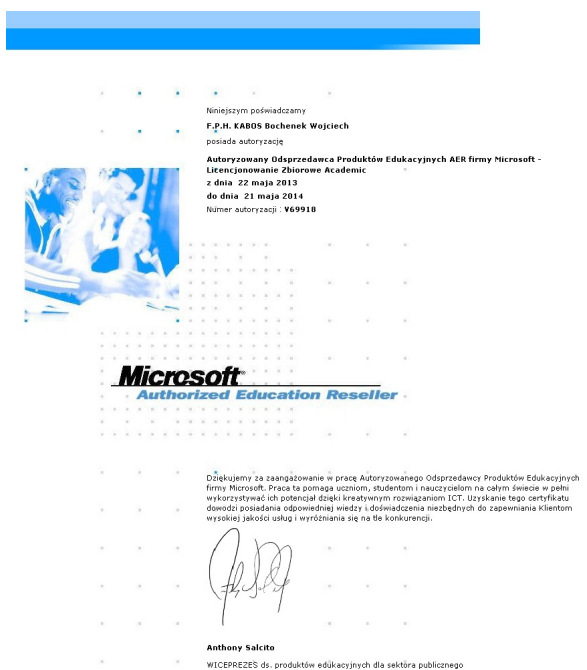 Niniejszym poświadczamy
F.P.H. KABOS Bochenek Wojciech
posiada autoryzację
Autoryzowany Odsprzedawca Produktów Edukacyjnych AER firmy Microsoft -
Litencjonowanie Zbiorowe Academic
z dnia 22 maja 2013
do dnia 21 maja 2014
Numer autoryzacji : V69918
Microsoft®
Authorized Education Reseller
Dziękujemy za zaangażowanie w pracę Autoryzowanego Odsprzedawcy Produktów Edukacyjnych
firmy Microsoft. Praca ta pomaga uczniom, studentom i nauczycielom na całym świecie w pełni
wykorzystywać ich potencjał dzięki kreatywnym rozwiązaniom ICT. Uzyskanie tego certyfikatu
dowodzi posiadania odpowiedniej wiedzy i doświadczenia niezbędnych do zapewniania Klientom
wysokiej jakości usług i wyróżniania się na tle konkurencji.
Anthony Salcito
WICEPREZES ds. produktów edukacyjnych dla sektora publicznego